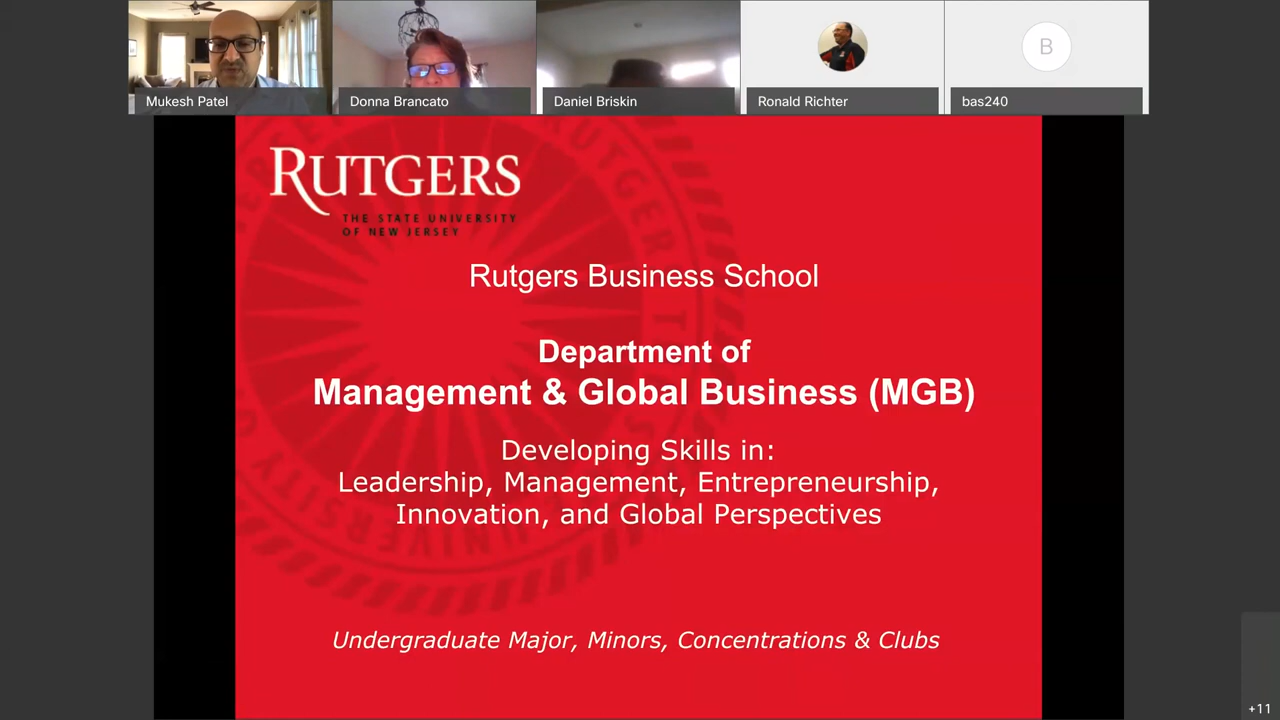 Mukesh Patel
Donna Brancato
Daniel Briskin
Ronald Richter
B
bas240
RUTGERS
THE STATE UNIVERSITY
OF NEW JERSEY
Rutgers Business School
Department of
Management & Global Business (MGB)
Developing Skills in:
Leadership, Management, Entrepreneurship,
Innovation, and Global Perspectives
Undergraduate Major, Minors, Concentrations & Clubs
+11